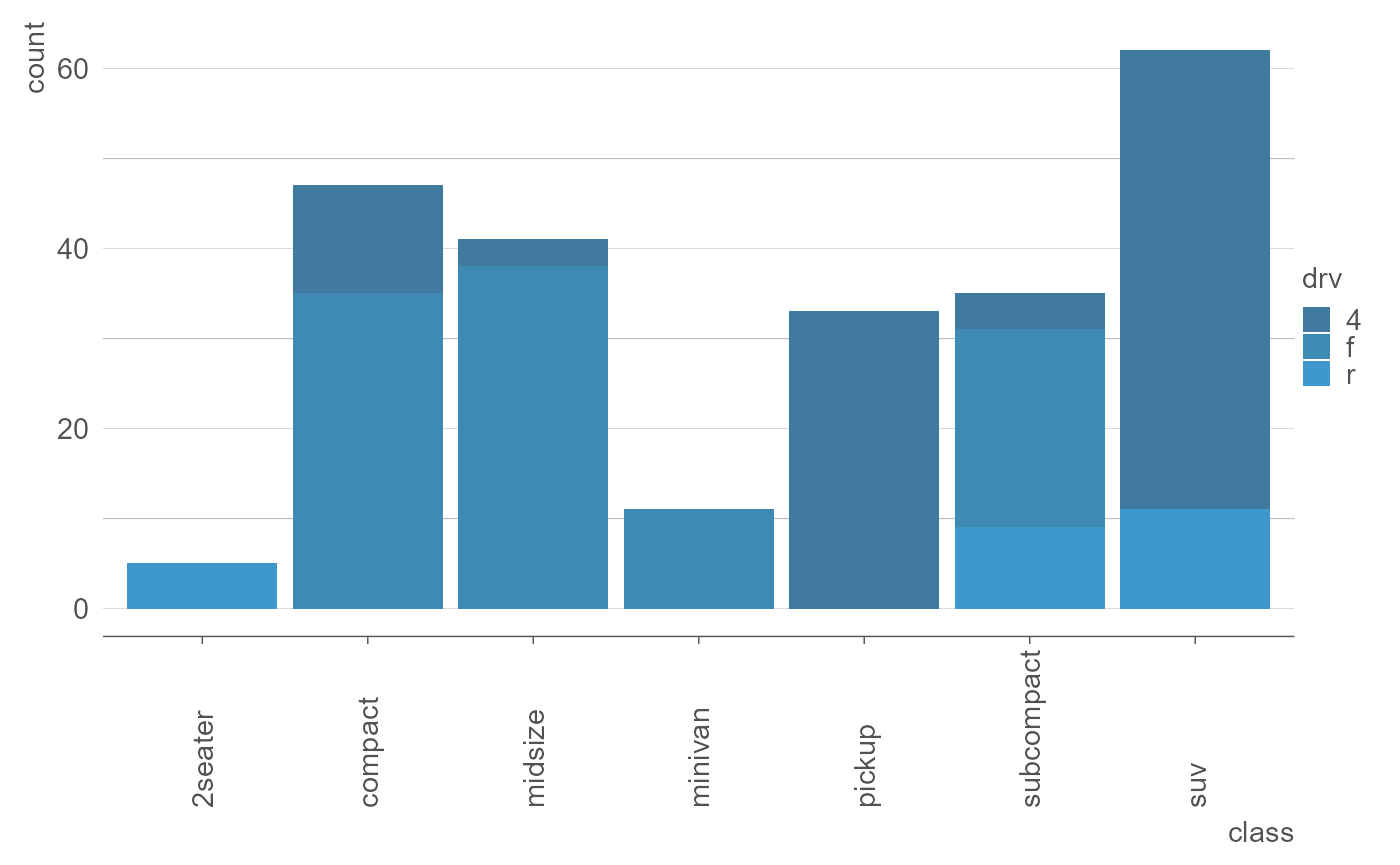 count
60
40
20
0
2seater
compact
midsize
minivan
pickup
subcompact
suv
class
drv
4
f
r